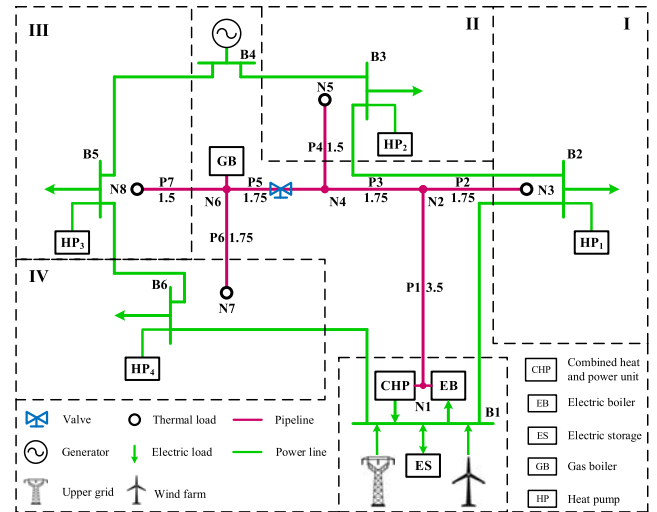 III
II
I
B4
B3
N5
HP2
P4 1.5
B5
GB
B2
N8
P7
1.5
N6
P5
1.75
N4
P3
1.75
N2
P2
1.75
N3
HP3
P6 1.75
HP1
IV
B6
N7
P1 3.5
HP4
CHP
EB
N1
B1
ES
Valve
Thermal load
Pipeline
Generator
Electric load
Power line
Upper grid
Wind farm
CHP
Combined heat
and power unit
EB
Electric boiler
ES
Electric storage
GB
Gas boiler
HP
Heat pump